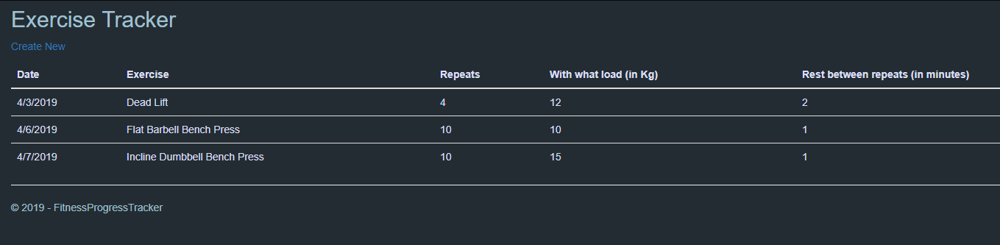 Exercise Tracker
Create New
Date Exercise Repeats With what load (in Kg) Rest between repeats (in minutes)
4/3/2019 Dead Lift 4 12 2
4/6/2019 Flat Barbell Bench Press 10 10 1
4/7/2019 Incline Dumbbell Bench Press 10 15 1
© 2019 - FitnessProgressTracker